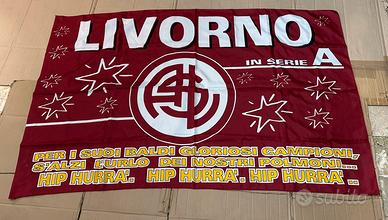 LIVORNO
IN SERIE A
PER I SUOI BALDI GLORIOSI CAMPIONI,
S'ALZI L'URLO DEI NOSTRI POLMONI...
HIP HURRA'. HIP HURRA'. HIP HURRA'...
subito